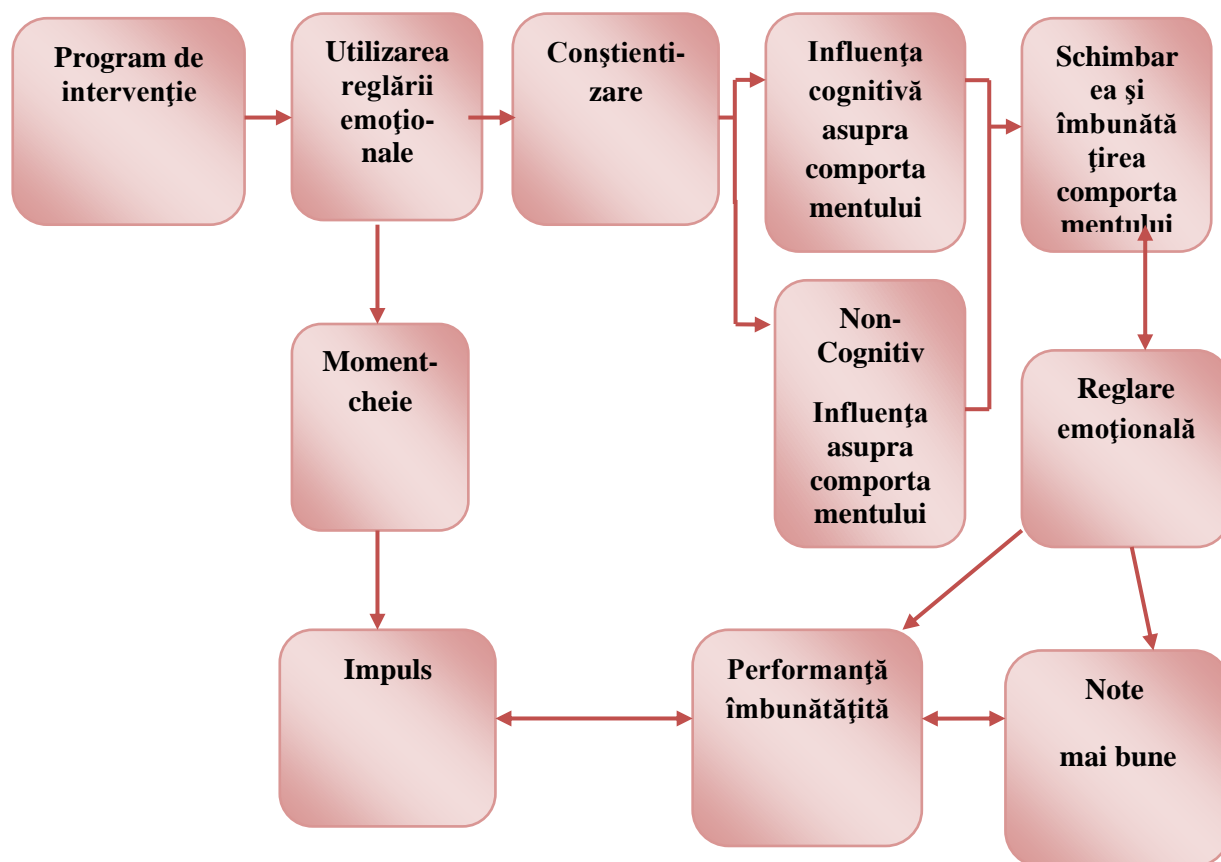 Program de
intervenţie
Utilizarea
reglării
emoţio-
nale
Conştienti-
zare
Influenţa
cognitivă
asupra
comporta
mentului
Schimbar
ea şi
îmbunătă
ţirea
comporta
mentului
Moment-
cheie
Non-
Cognitiv
Influenţa
asupra
comporta
mentului
Reglare
emoţională
Impuls
Performanţă
îmbunătăţită
Note
mai bune